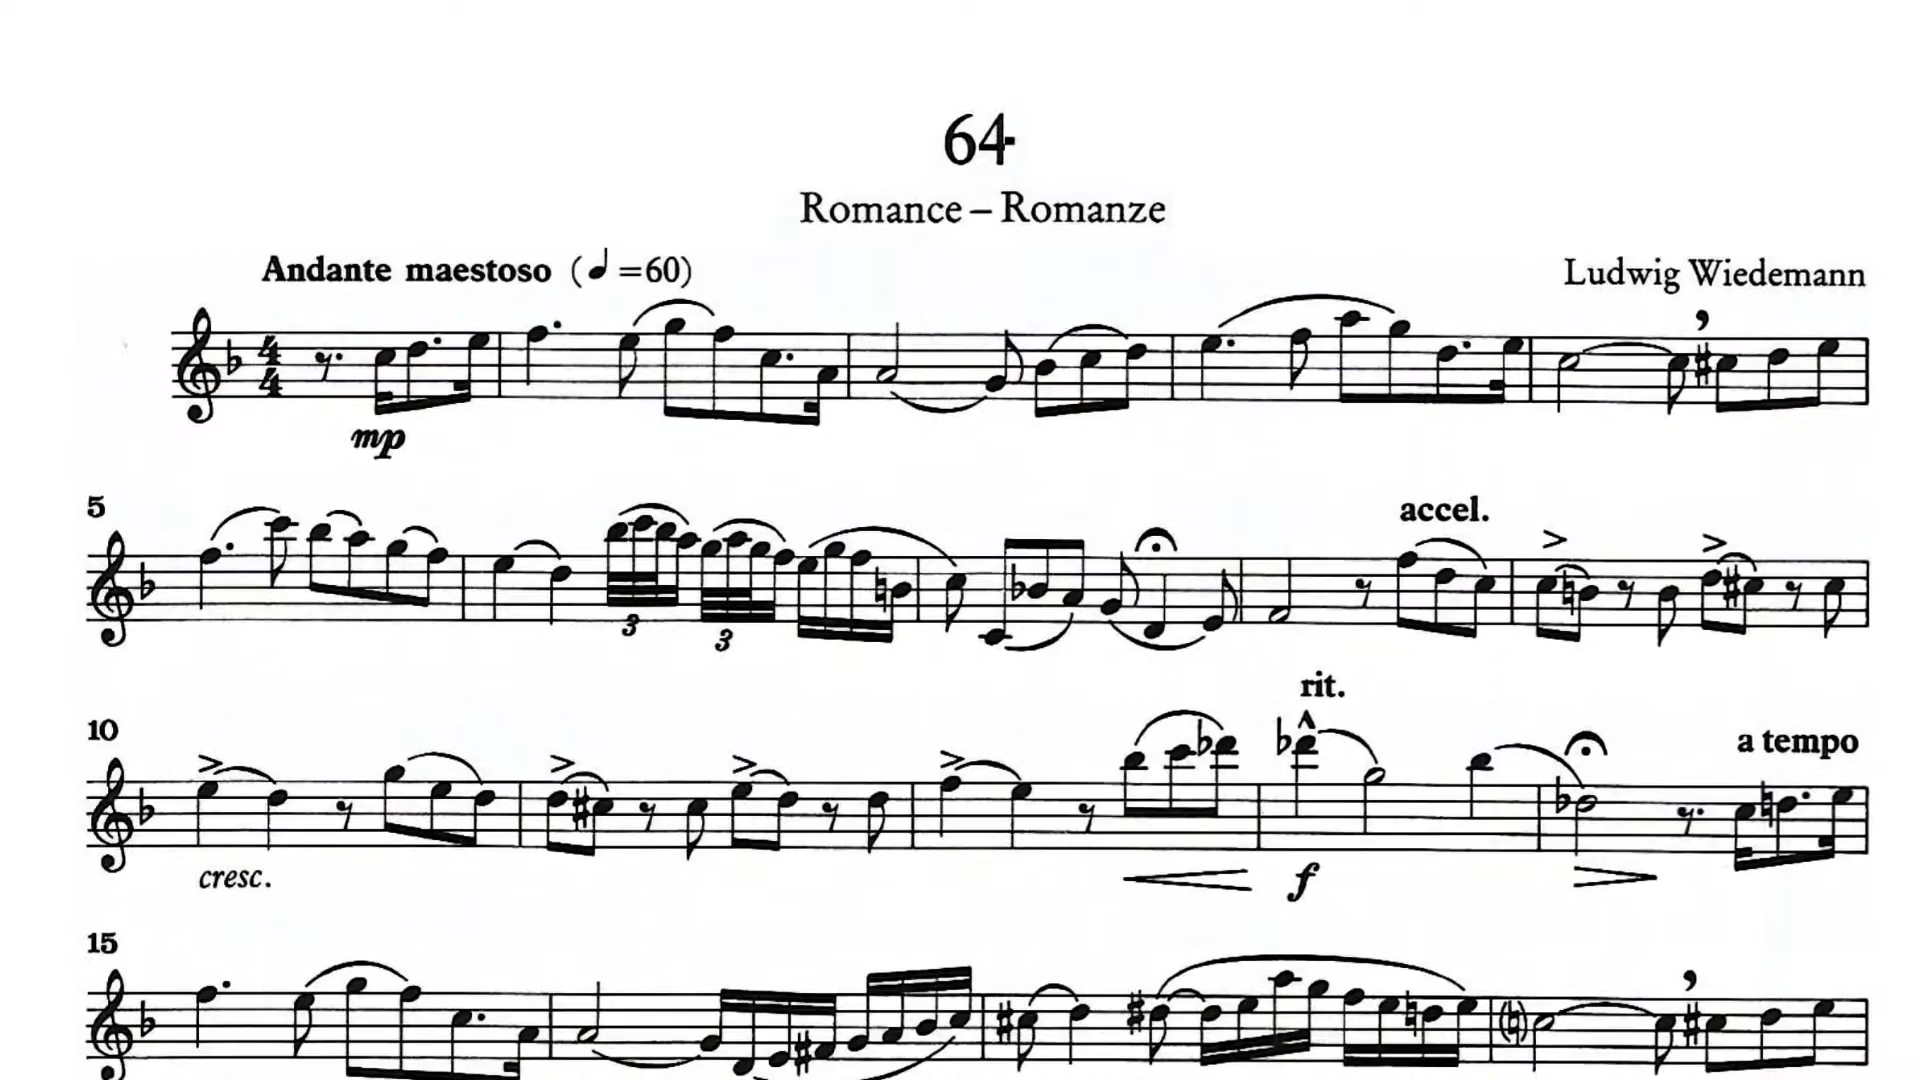 64
Romance – Romanze
Andante maestoso (♩=60)
Ludwig Wiedemann
4
4
mp
5
accel.
3
3
rit.
10
a tempo
cresc.
f
15